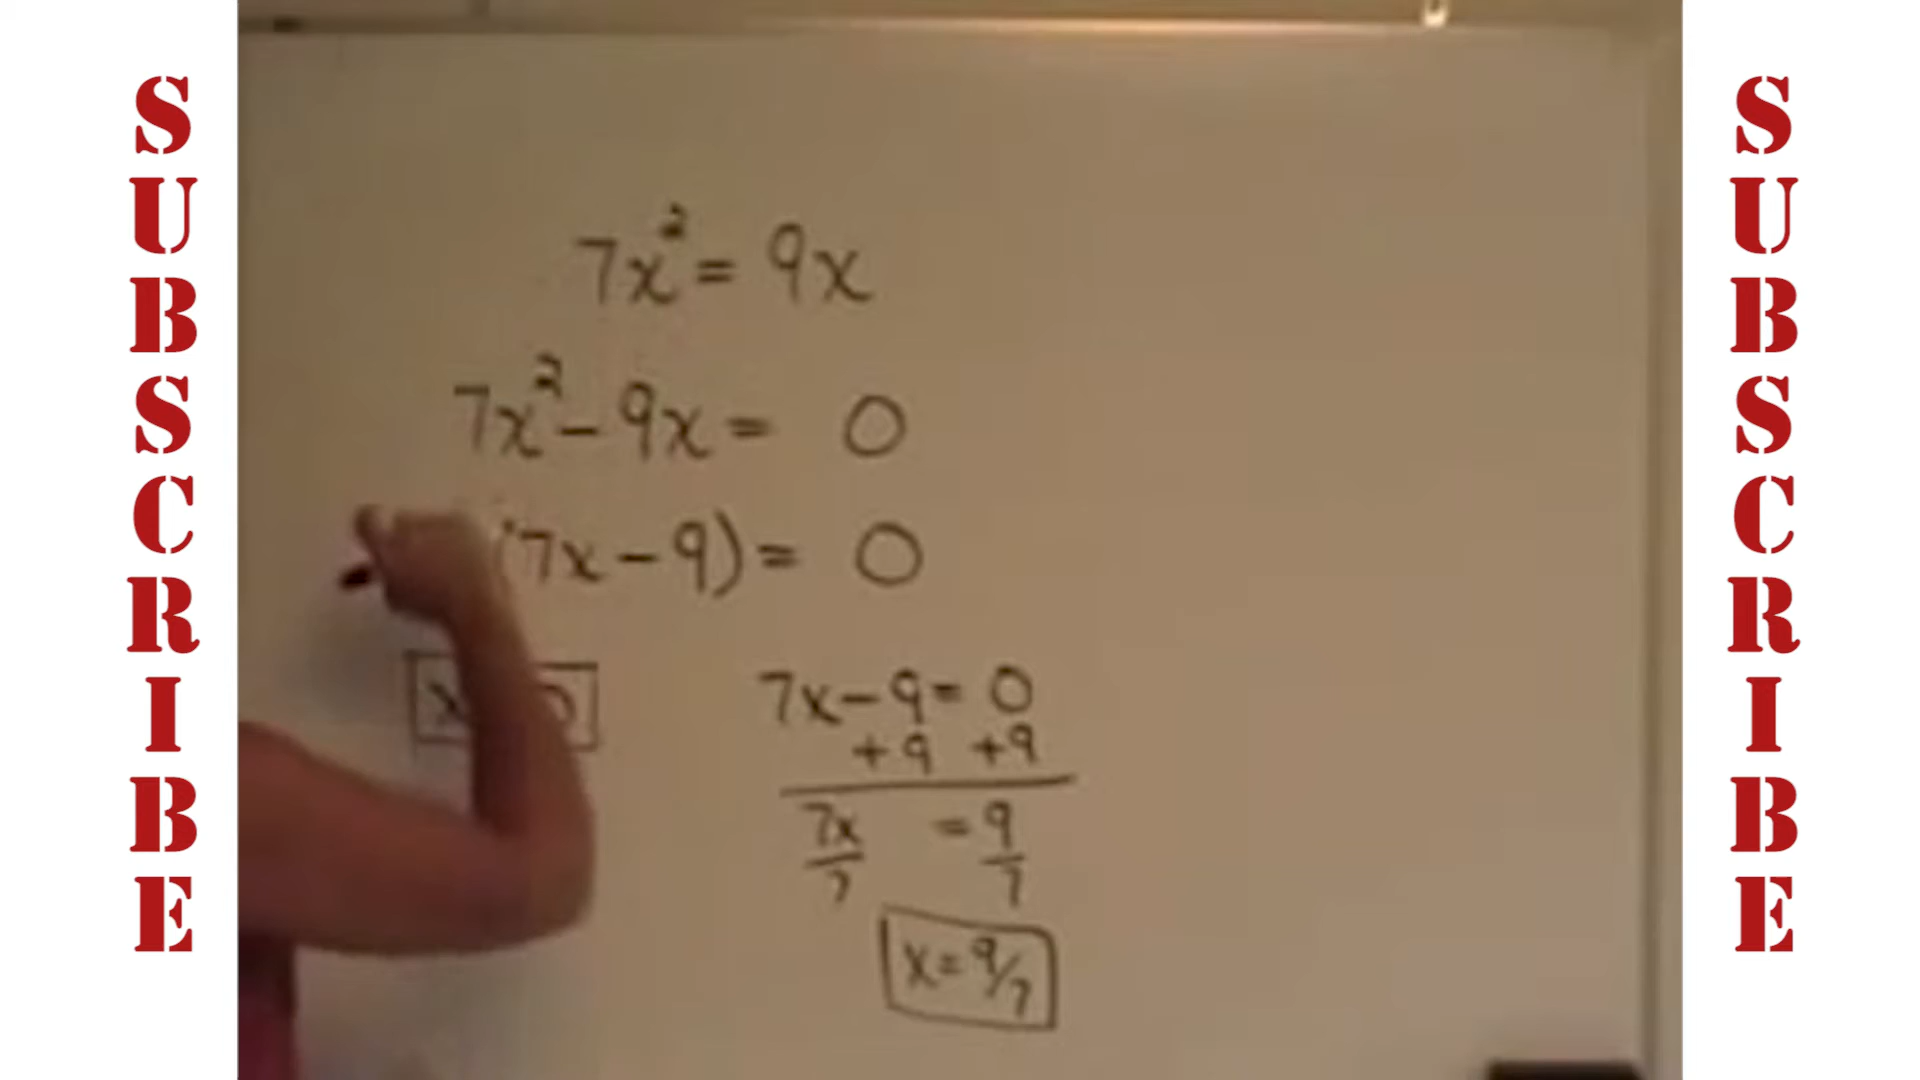 SUBSCRIBE
7x² = 9x
7x² - 9x = 0
(7x - 9) = 0
7x - 9 = 0
+9 +9
7x/7 = 9/7
x = 9/7
SUBSCRIBE